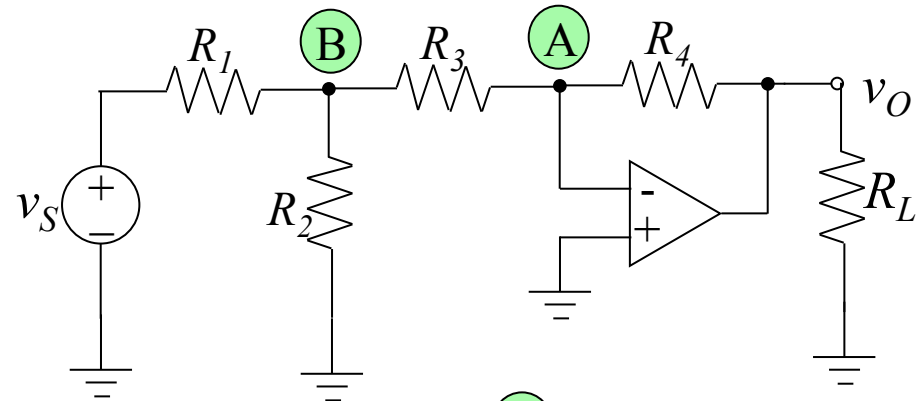 R1 B R3 A R4
vO
+ - RL
vS R2
− +